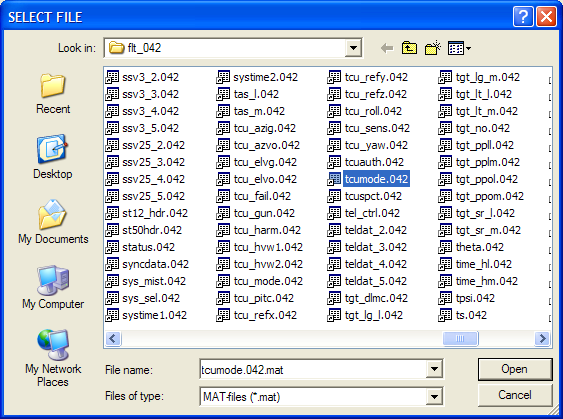 SELECT FILE
Look in: flt_042
Recent
Desktop
My Documents
My Computer
My Network
Places
ssv3_2.042
ssv3_3.042
ssv3_4.042
ssv3_5.042
ssv25_2.042
ssv25_3.042
ssv25_4.042
ssv25_5.042
st12_hdr.042
st50hdr.042
status.042
syncdata.042
sys_mist.042
sys_sel.042
systime1.042
systime2.042
tas_l.042
tas_m.042
tcu_azig.042
tcu_azvo.042
tcu_elvg.042
tcu_elvo.042
tcu_fail.042
tcu_gun.042
tcu_harm.042
tcu_hvw1.042
tcu_hvw2.042
tcu_mode.042
tcu_pitc.042
tcu_refx.042
tcu_refy.042
tcu_refz.042
tcu_roll.042
tcu_sens.042
tcu_yaw.042
tcuauth.042
tcumode.042
tcuspct.042
tel_ctrl.042
teldat_2.042
teldat_3.042
teldat_4.042
teldat_5.042
tgt_dlmc.042
tgt_lg_l.042
tgt_lg_m.042
tgt_lt_l.042
tgt_lt_m.042
tgt_no.042
tgt_ppll.042
tgt_pplm.042
tgt_ppol.042
tgt_ppom.042
tgt_sr_l.042
tgt_sr_m.042
theta.042
time_hl.042
time_hm.042
tpsi.042
ts.042
File name: tcumode.042.mat Open
Files of type: MAT-files (*.mat) Cancel